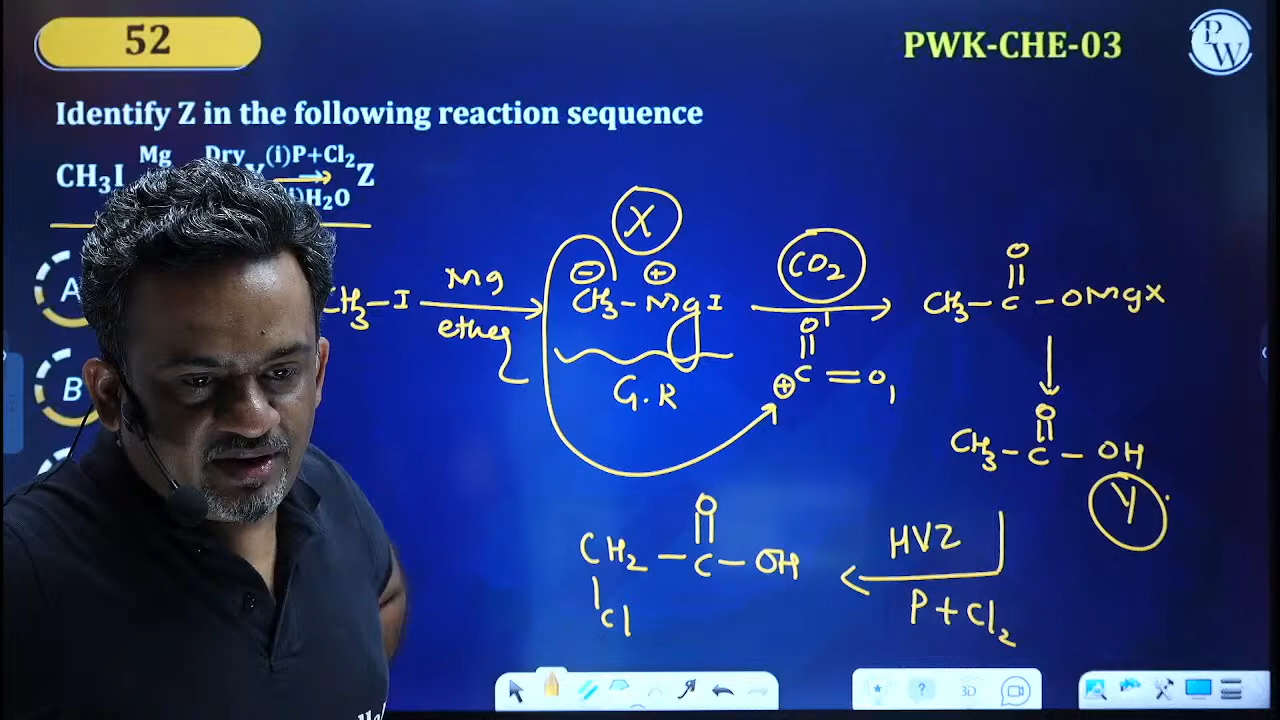 52
PWK-CHE-03
P
W
Identify Z in the following reaction sequence
Mg Dry (i)P+Cl₂
CH₃I Y → Z
H₂O
A
B
CH₃–I
Mg
ether
X
⊖ ⊕
CH₃–MgI
G.R
CO₂
O
||
⊕ C=O
O
||
CH₃–C–OMgX
O
||
CH₃–C–OH
Y
HVZ
P+Cl₂
O
||
CH₂–C–OH
|
Cl
3D